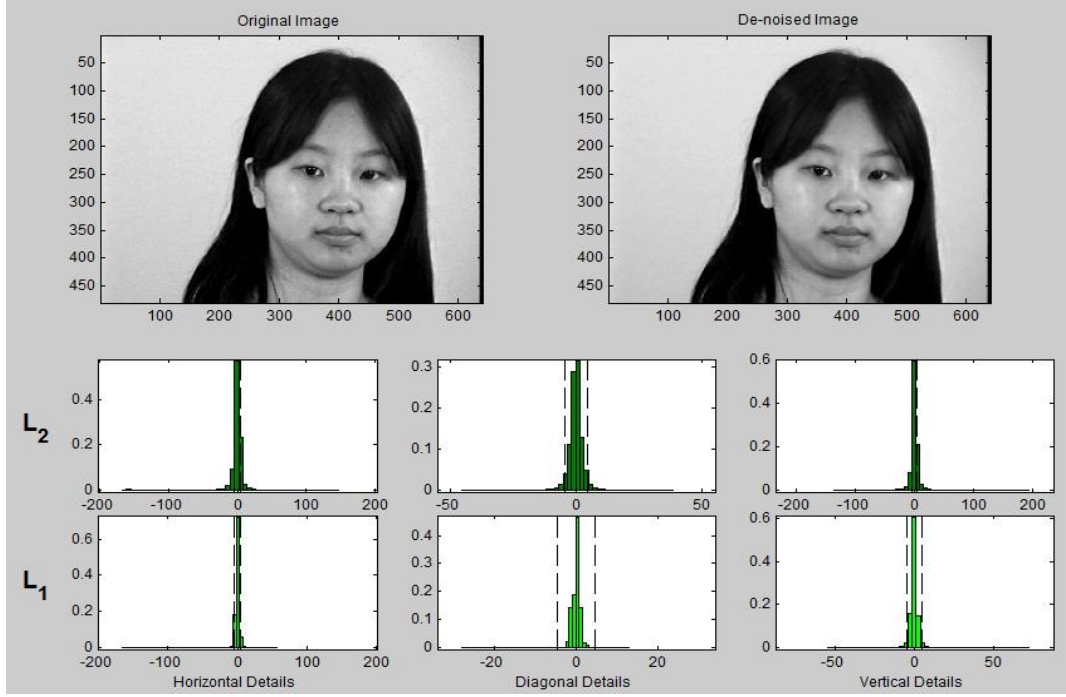 Original Image
De-noised Image
50
100
150
200
250
300
350
400
450
100 200 300 400 500 600
50
100
150
200
250
300
350
400
450
100 200 300 400 500 600
L2
0.4
0.2
0
-200 -100 0 100 200
0.3
0.2
0.1
0
-50 0 50
0.6
0.4
0.2
0
-200 -100 0 100 200
L1
0.6
0.4
0.2
0
-200 -100 0 100 200
Horizontal Details
0.4
0.3
0.2
0.1
0
-20 0 20
Diagonal Details
0.6
0.4
0.2
0
-50 0 50
Vertical Details